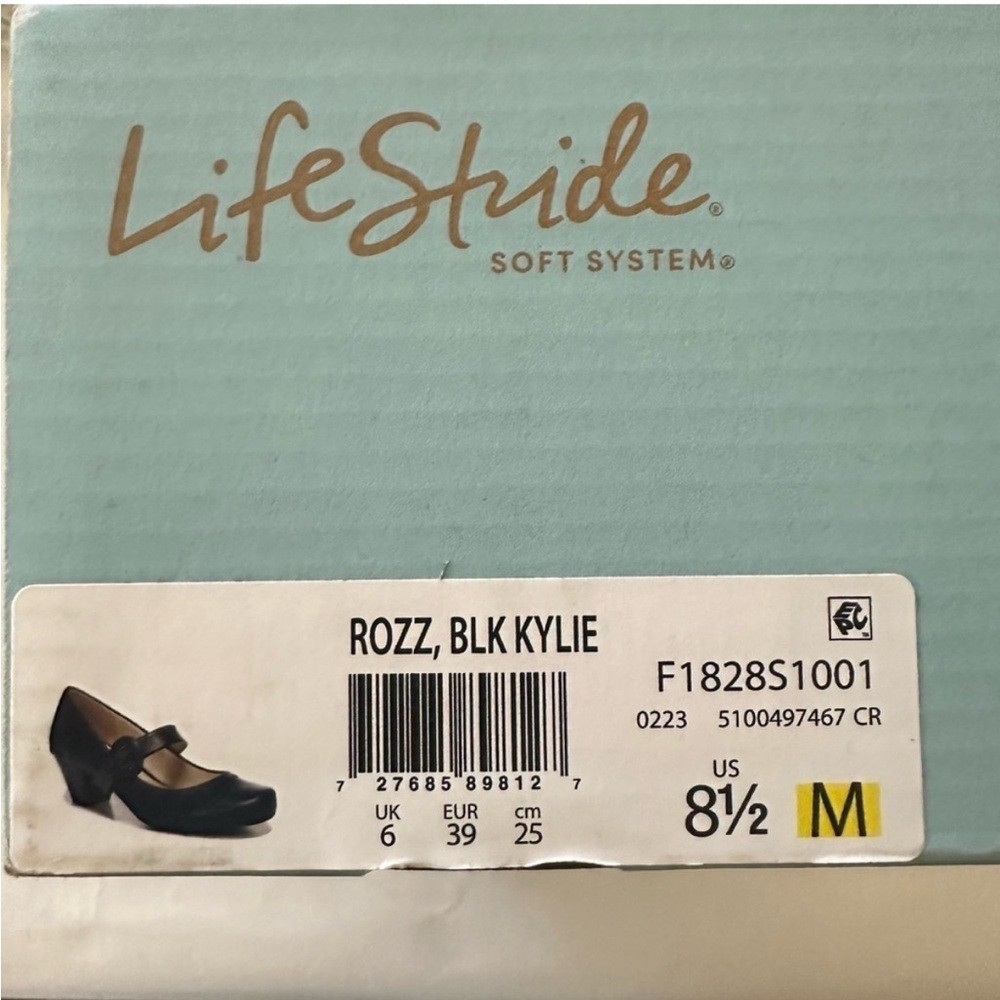 LifeStride®
SOFT SYSTEM®
ROZZ, BLK KYLIE
EPC™
F1828S1001
0223 5100497467 CR
7 27685 89812 7
UK EUR cm
6 39 25
US
8½ M